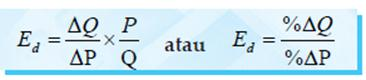 E_d = ΔQ/ΔP × P/Q atau E_d = %ΔQ/%ΔP